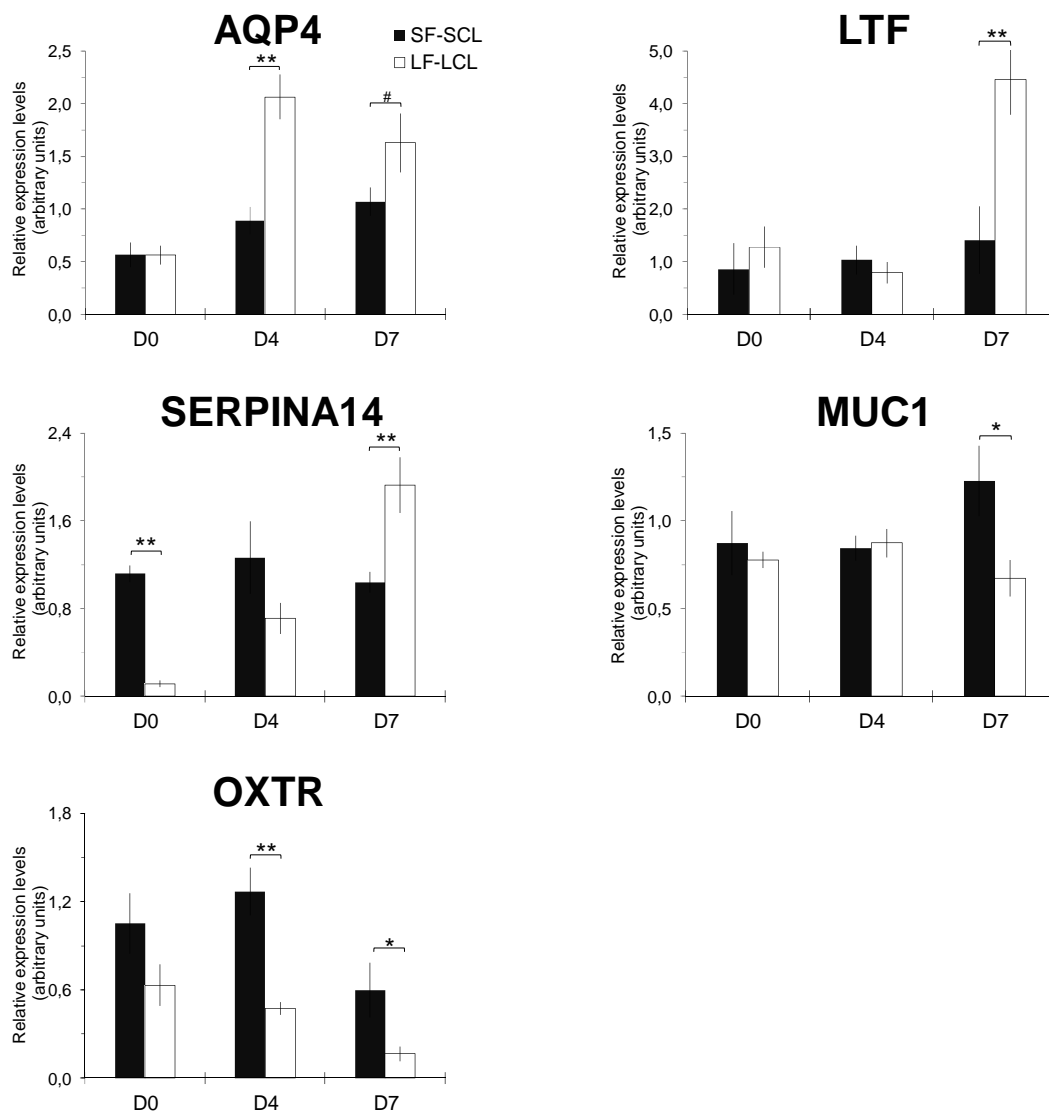 AQP4
SF-SCL
LF-LCL
Relative expression levels
(arbitrary units)
2,5
2,0
1,5
1,0
0,5
0,0
**
#
D0 D4 D7
LTF
Relative expression levels
(arbitrary units)
5,0
4,0
3,0
2,0
1,0
0,0
**
D0 D4 D7
SERPINA14
Relative expression levels
(arbitrary units)
2,4
1,6
0,8
0,0
**
**
D0 D4 D7
MUC1
Relative expression levels
(arbitrary units)
1,5
1,0
0,5
0,0
*
D0 D4 D7
OXTR
Relative expression levels
(arbitrary units)
1,8
1,2
0,6
0,0
**
*
D0 D4 D7